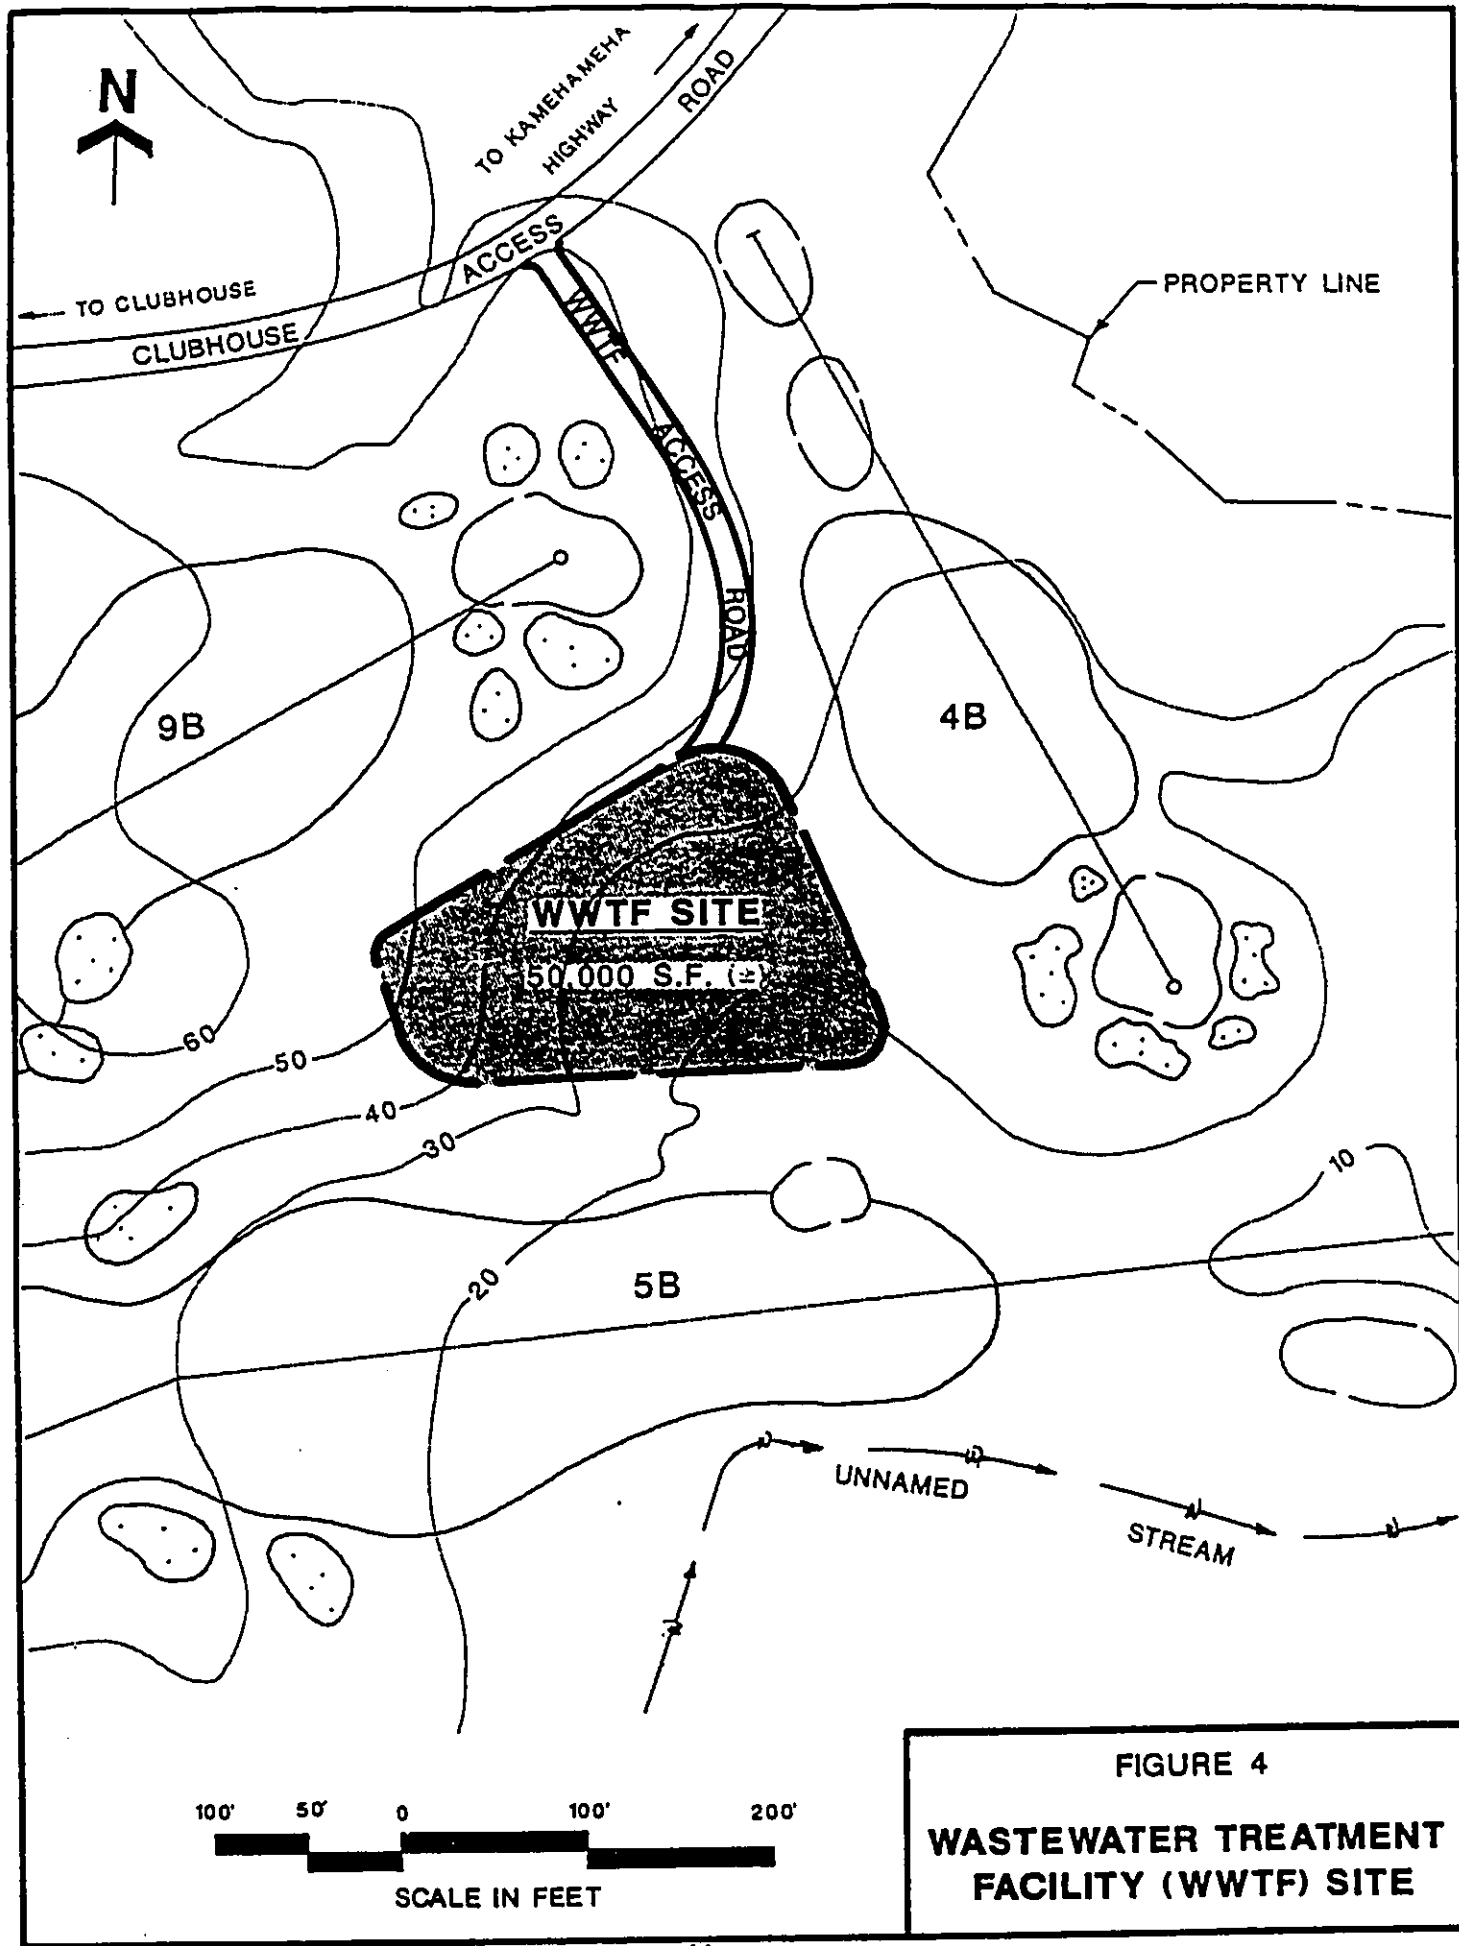 N
TO KAMEHAMEHA
HIGHWAY
CLUBHOUSE ACCESS ROAD
TO CLUBHOUSE
PROPERTY LINE
WWTF ACCESS ROAD
9B
4B
WWTF SITE
50,000 S.F. (±)
60
50
40
30
10
20
5B
UNNAMED
STREAM
100' 50' 0 100' 200'
SCALE IN FEET
FIGURE 4
WASTEWATER TREATMENT
FACILITY (WWTF) SITE